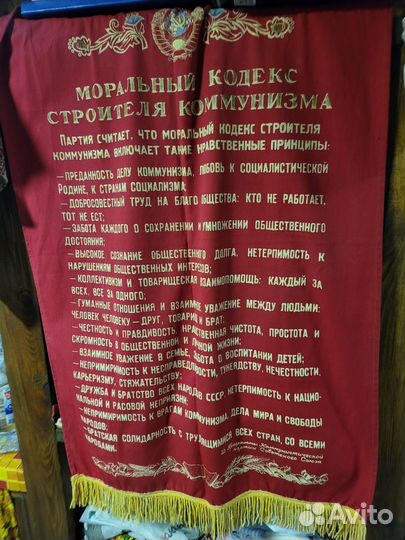 МОРАЛЬНЫЙ КОДЕКС
СТРОИТЕЛЯ КОММУНИЗМА
ПАРТИЯ СЧИТАЕТ, ЧТО МОРАЛЬНЫЙ КОДЕКС СТРОИТЕЛЯ
КОММУНИЗМА ВКЛЮЧАЕТ ТАКИЕ НРАВСТВЕННЫЕ ПРИНЦИПЫ:
—ПРЕДАННОСТЬ ДЕЛУ КОММУНИЗМА, ЛЮБОВЬ К СОЦИАЛИСТИЧЕСКОЙ
РОДИНЕ, К СТРАНАМ СОЦИАЛИЗМА;
—ДОБРОСОВЕСТНЫЙ ТРУД НА БЛАГО ОБЩЕСТВА: КТО НЕ РАБОТАЕТ,
ТОТ НЕ ЕСТ;
—ЗАБОТА КАЖДОГО О СОХРАНЕНИИ И УМНОЖЕНИИ ОБЩЕСТВЕННОГО
ДОСТОЯНИЯ;
—ВЫСОКОЕ СОЗНАНИЕ ОБЩЕСТВЕННОГО ДОЛГА, НЕТЕРПИМОСТЬ К
НАРУШЕНИЯМ ОБЩЕСТВЕННЫХ ИНТЕРЕСОВ;
—КОЛЛЕКТИВИЗМ И ТОВАРИЩЕСКАЯ ВЗАИМОПОМОЩЬ: КАЖДЫЙ ЗА
ВСЕХ, ВСЕ ЗА ОДНОГО;
—ГУМАННЫЕ ОТНОШЕНИЯ И ВЗАИМНОЕ УВАЖЕНИЕ МЕЖДУ ЛЮДЬМИ:
ЧЕЛОВЕК ЧЕЛОВЕКУ — ДРУГ, ТОВАРИЩ И БРАТ;
—ЧЕСТНОСТЬ И ПРАВДИВОСТЬ, НРАВСТВЕННАЯ ЧИСТОТА, ПРОСТОТА И
СКРОМНОСТЬ В ОБЩЕСТВЕННОЙ И ЛИЧНОЙ ЖИЗНИ;
—ВЗАИМНОЕ УВАЖЕНИЕ В СЕМЬЕ, ЗАБОТА О ВОСПИТАНИИ ДЕТЕЙ;
—НЕПРИМИРИМОСТЬ К НЕСПРАВЕДЛИВОСТИ, ТУНЕЯДСТВУ, НЕЧЕСТНОСТИ,
КАРЬЕРИЗМУ, СТЯЖАТЕЛЬСТВУ;
—ДРУЖБА И БРАТСТВО ВСЕХ НАРОДОВ СССР, НЕТЕРПИМОСТЬ К НАЦИО-
НАЛЬНОЙ И РАСОВОЙ НЕПРИЯЗНИ;
—НЕПРИМИРИМОСТЬ К ВРАГАМ КОММУНИЗМА, ДЕЛА МИРА И СВОБОДЫ
НАРОДОВ;
—БРАТСКАЯ СОЛИДАРНОСТЬ С ТРУДЯЩИМИСЯ ВСЕХ СТРАН, СО ВСЕМИ
НАРОДАМИ.
Из Программы Коммунистической
партии Советского Союза
Avito